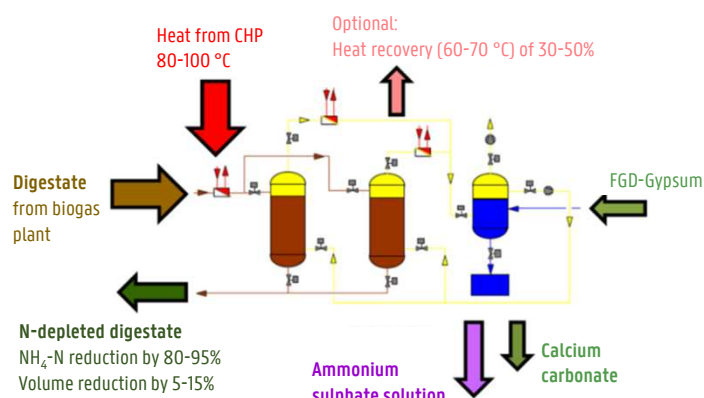 Heat from CHP
80-100 °C
Optional:
Heat recovery (60-70 °C) of 30-50%
Digestate
from biogas
plant
FGD-Gypsum
N-depleted digestate
NH₄-N reduction by 80-95%
Volume reduction by 5-15%
Ammonium
sulphate solution
Calcium
carbonate